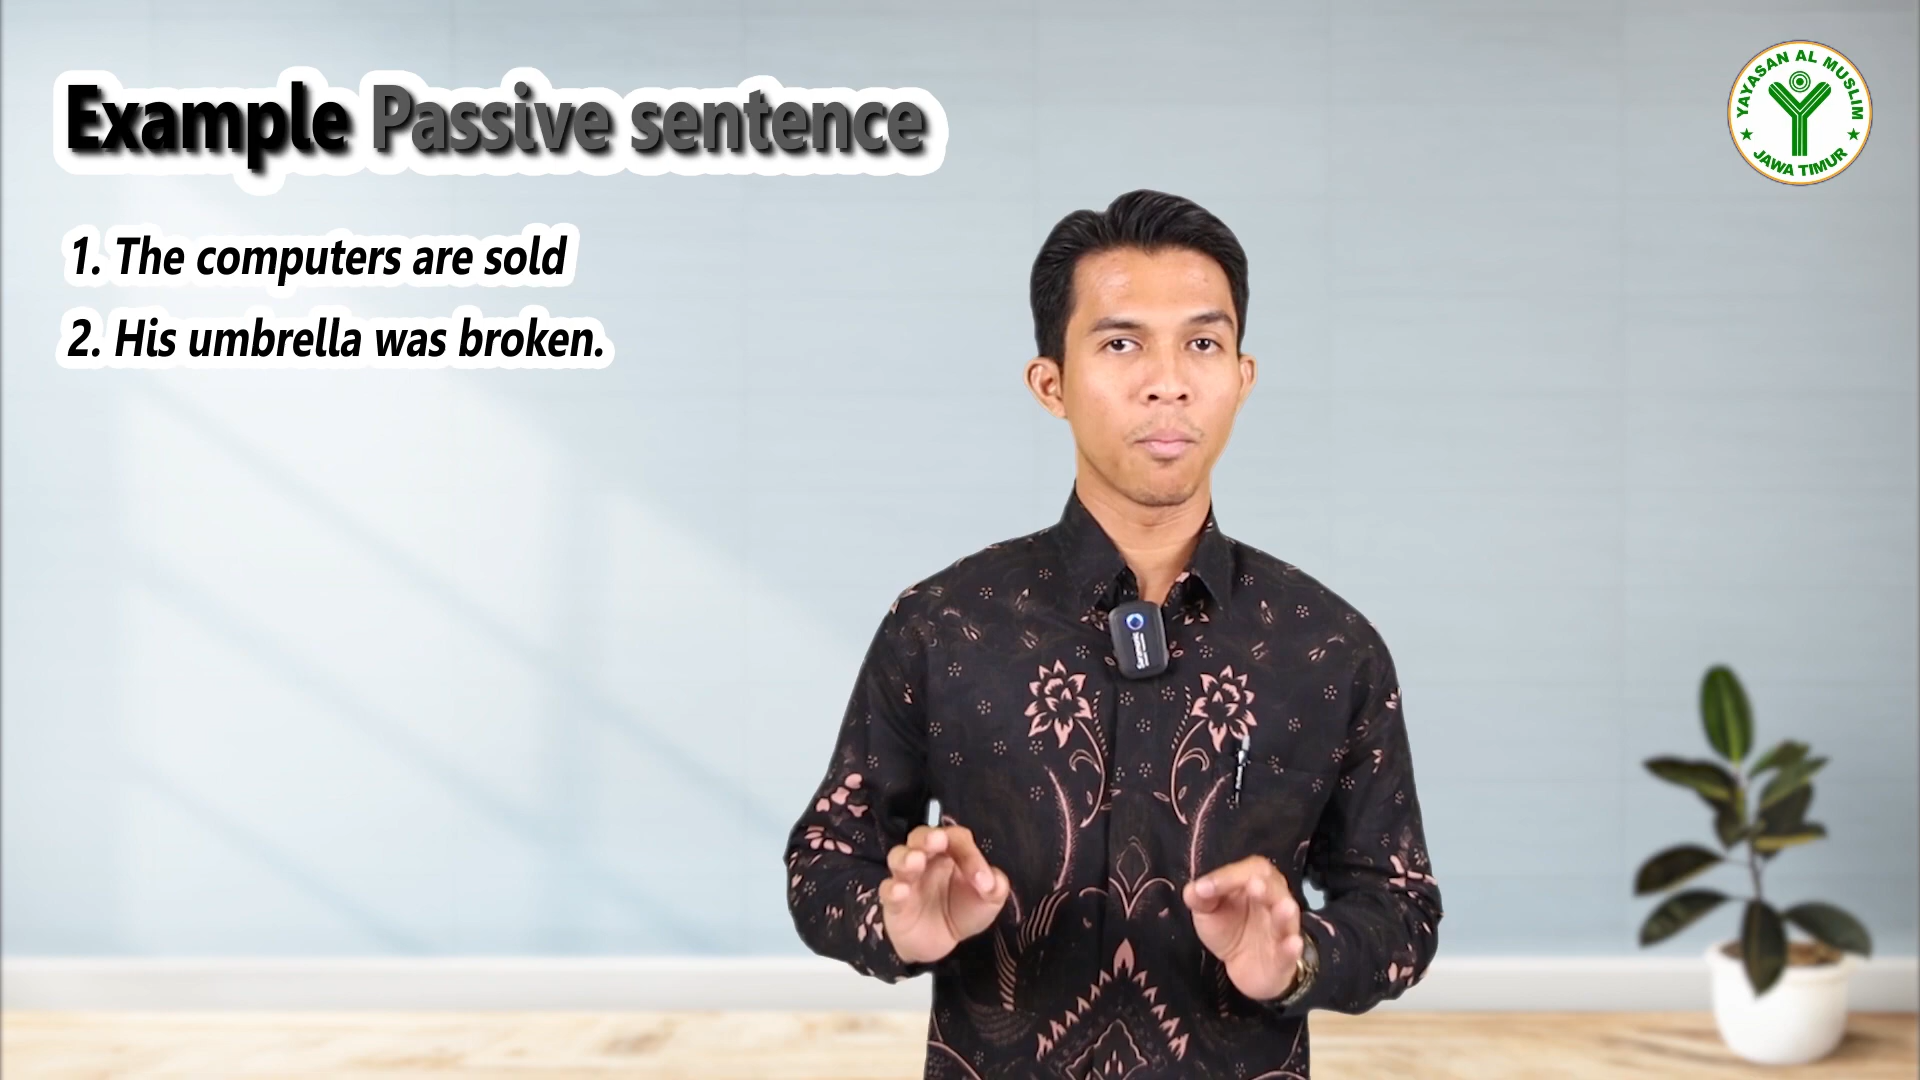 Example Passive sentence
1. The computers are sold
2. His umbrella was broken.
YAYASAN AL MUSLIM
JAWA TIMUR